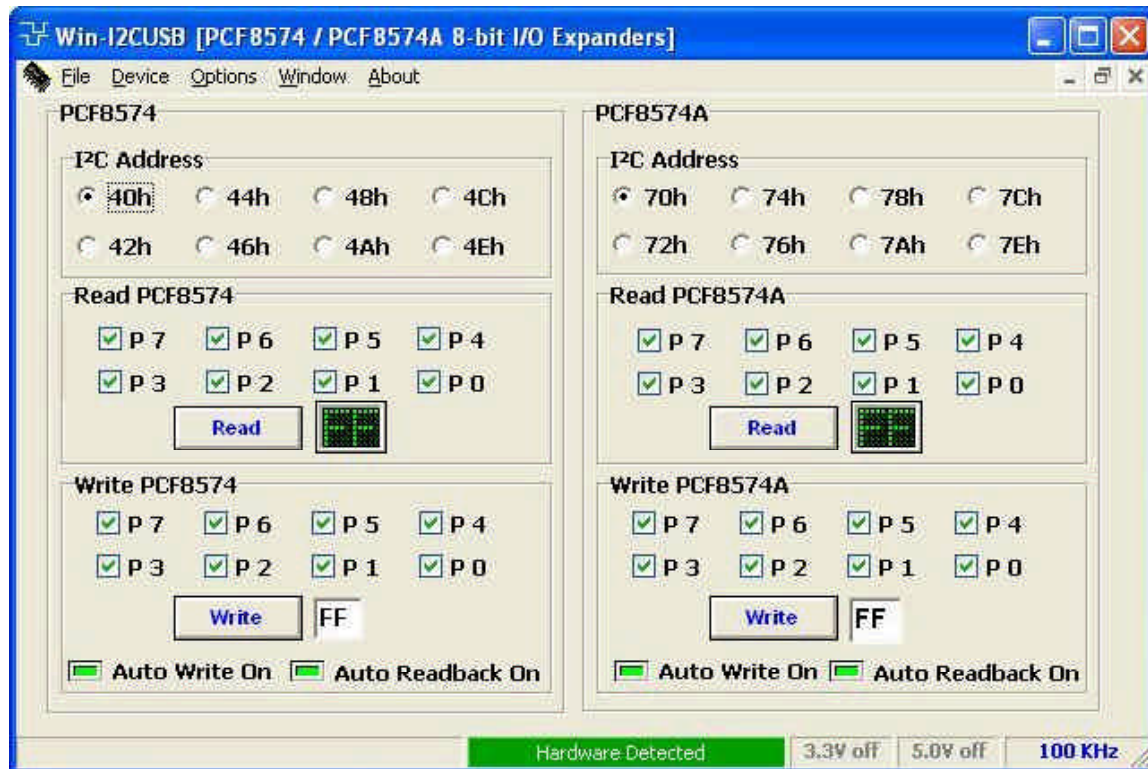 Win-I2CUSB [PCF8574 / PCF8574A 8-bit I/O Expanders]
File Device Options Window About
PCF8574
I²C Address
40h 44h 48h 4Ch
42h 46h 4Ah 4Eh
Read PCF8574
P 7 P 6 P 5 P 4
P 3 P 2 P 1 P 0
Read FF
Write PCF8574
P 7 P 6 P 5 P 4
P 3 P 2 P 1 P 0
Write FF
Auto Write On Auto Readback On
PCF8574A
I²C Address
70h 74h 78h 7Ch
72h 76h 7Ah 7Eh
Read PCF8574A
P 7 P 6 P 5 P 4
P 3 P 2 P 1 P 0
Read FF
Write PCF8574A
P 7 P 6 P 5 P 4
P 3 P 2 P 1 P 0
Write FF
Auto Write On Auto Readback On
Hardware Detected 3.3V off 5.0V off 100 KHz